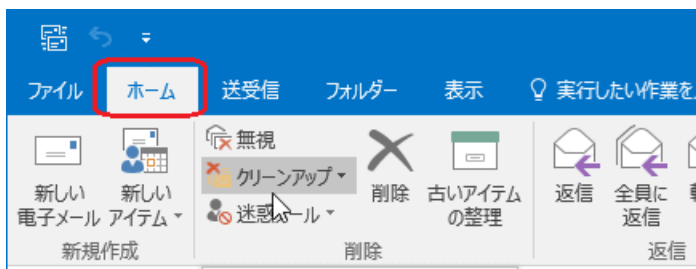 ファイル ホーム 送受信 フォルダー 表示 実行したい作業を
無視
クリーンアップ
迷惑メール
新しい
電子メール
新しい
アイテム
削除
古いアイテム
の整理
返信
全員に
返信
新規作成
削除
返信